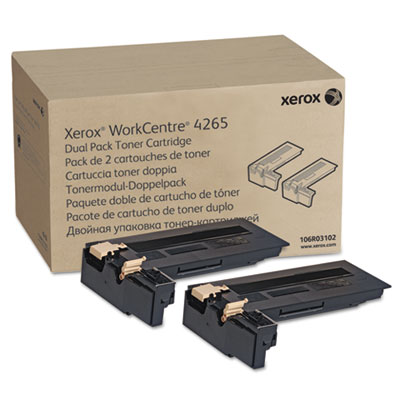 xerox
Xerox® WorkCentre® 4265
Dual Pack Toner Cartridge
Pack de 2 cartouches de toner
Cartuccia toner doppia
Tonermodul-Doppelpack
Paquete doble de cartucho de tóner
Pacote de cartucho de toner duplo
Двойная упаковка тонер-картриджей
106R03102
www.xerox.com